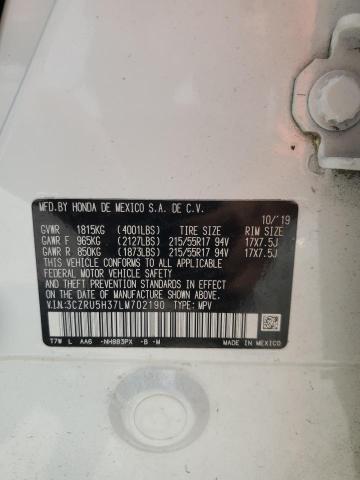 MFD.BY HONDA DE MEXICO S.A. DE C.V.
10/'19
GVWR 1815KG (4001LBS) TIRE SIZE RIM SIZE
GAWR F 965KG (2127LBS) 215/55R17 94V 17X7.5J
GAWR R 850KG (1873LBS) 215/55R17 94V 17X7.5J
THIS VEHICLE CONFORMS TO ALL APPLICABLE
FEDERAL MOTOR VEHICLE SAFETY, BUMPER, AND
THEFT PREVENTION STANDARDS IN EFFECT ON
THE DATE OF MANUFACTURE SHOWN ABOVE.
V.I.N.:3CZRU5H37LM702190 TYPE: MPV
T7W L AA6 -NH883PX -B -M
MADE IN
MEXICO